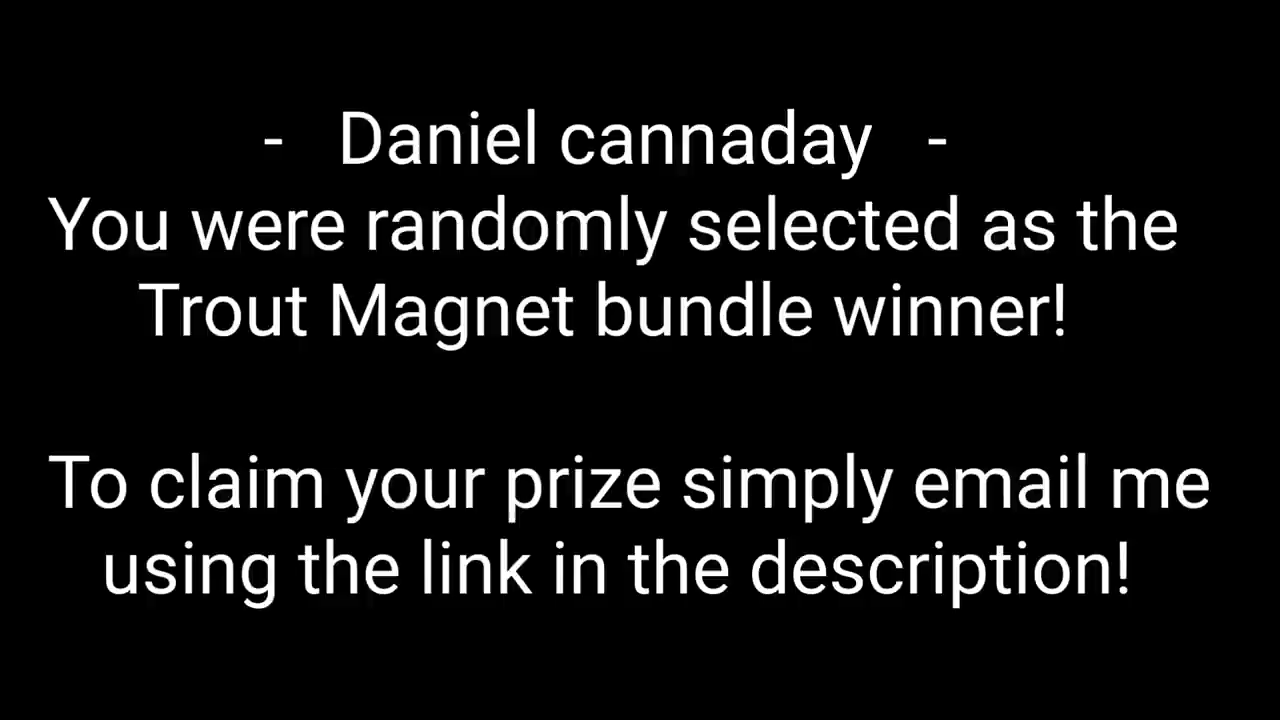 - Daniel cannaday -
You were randomly selected as the
Trout Magnet bundle winner!
To claim your prize simply email me
using the link in the description!